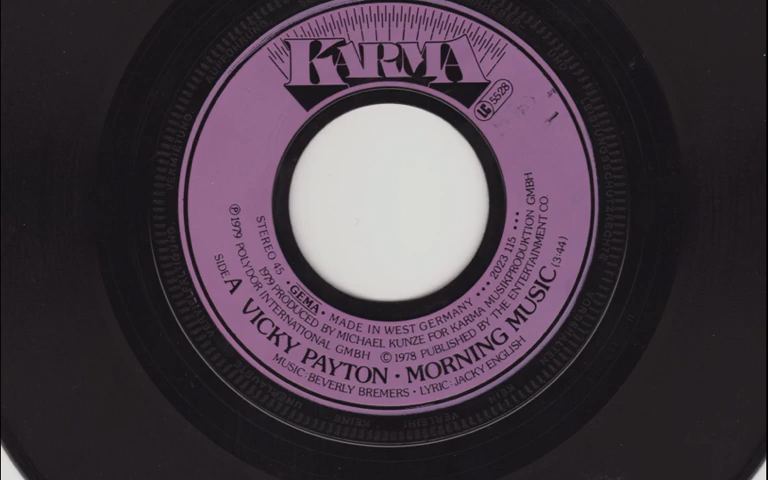 KARMA
LC 5528
STEREO 45 • GEMA • MADE IN WEST GERMANY ••• 2023 115 •••
1979 PRODUCED BY MICHAEL KUNZE FOR KARMA MUSIKPRODUKTION GMBH
℗ 1979 POLYDOR INTERNATIONAL GMBH © 1978 PUBLISHED BY THE ENTERTAINMENT CO
SIDE A VICKY PAYTON • MORNING MUSIC (3:44)
MUSIC: BEVERLY BREMERS • LYRIC: JACKY ENGLISH